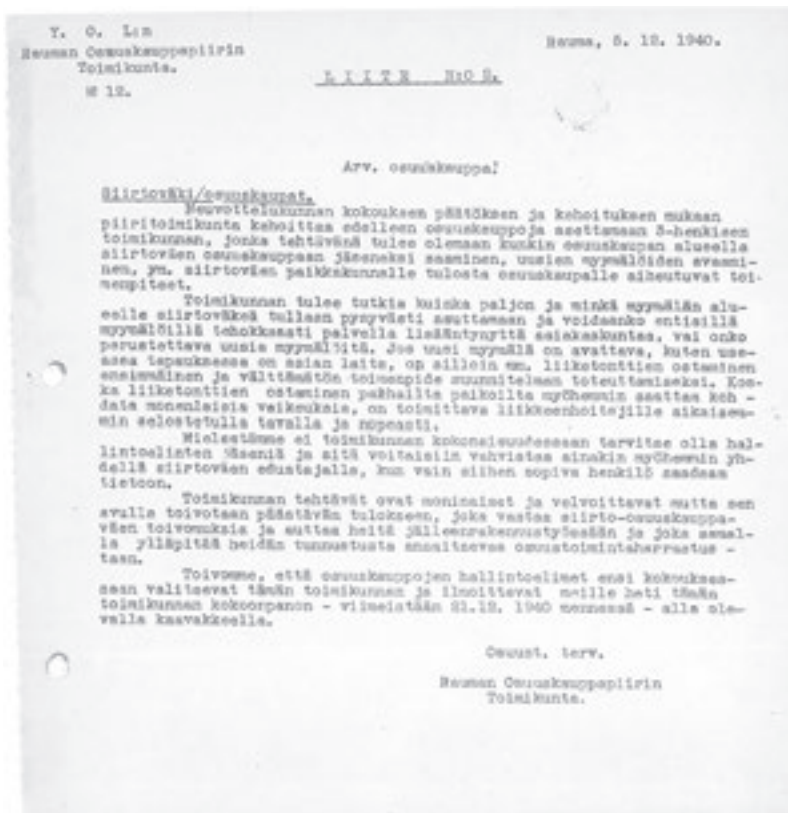 Y. O. L:n
Rauman Osuuskauppapiirin
Toimikunta.
N 12.
Rauma, 5. 12. 1940.
LIITE N:O
Arv. osuuskauppa!
Siirtoväki/osuuskaupat.
Neuvottelukunnan kokouksen päätöksen ja kehoituksen mukaan
piiritoimikunta kehoittaa edelleen osuuskauppoja asettamaan 3-henkisen
toimikunnan, jonka tehtävänä tulee olemaan kunkin osuuskaupan alueella
siirtoväen osuuskauppaan jäseneksi saaminen, uusien myymälöiden avaami-
nen, ym. siirtoväen paikkakunnalle tulosta osuuskaupalle aiheutuvat toi-
menpiteet.
Toimikunnan tulee tutkia kuinka paljon ja minkä myymälän alu-
eelle siirtoväkeä tullaan pysyvästi asuttamaan ja voidaanko entisillä
myymälöillä tehokkaasti palvella lisääntynyttä asiakaskuntaa, vai onko
perustettava uusia myymälöitä. Jos uusi myymälä on avattava, kuten use-
assa tapauksessa on asian laita, on silloin mm. liiketonttien ostaminen
ensimmäinen ja välttämätön toimenpide suunnitelman toteuttamiseksi. Kos-
ka liiketonttien ostaminen parhailta paikoilta myöhemmin saattaa koh -
data monenlaisia vaikeuksia, on toimittava liikkeenhoitajille aikaisem-
min selostetulla tavalla ja nopeasti.
Mielestämme ei toimikunnan kokonaisuudessaan tarvitse olla hal-
lintoelinten jäseniä ja sitä voitaisiin vahvistaa ainakin myöhemmin yh-
dellä siirtoväen edustajalla, kun vain siihen sopiva henkilö saadaan
tietoon.
Toimikunnan tehtävät ovat moninaiset ja velvoittavat mutta sen
avulla toivotaan päästävän tulokseen, joka vastaa siirto-osuuskauppa-
väen toivomuksia ja auttaa heitä jälleenrakennustyössään ja joka samal-
la ylläpitää heidän tunnustusta ansaitsevaa osuustoimintaharrastus -
taan.
Toivomme, että osuuskauppojen hallintoelimet ensi kokoukses-
saan valitsevat tämän toimikunnan ja ilmoittavat meille heti tämän
toimikunnan kokoonpanon - viimeistään 21.12. 1940 mennessä - alla ole-
valla kaavakkeella.
Osuust. terv.
Rauman Osuuskauppapiirin
Toimikunta.